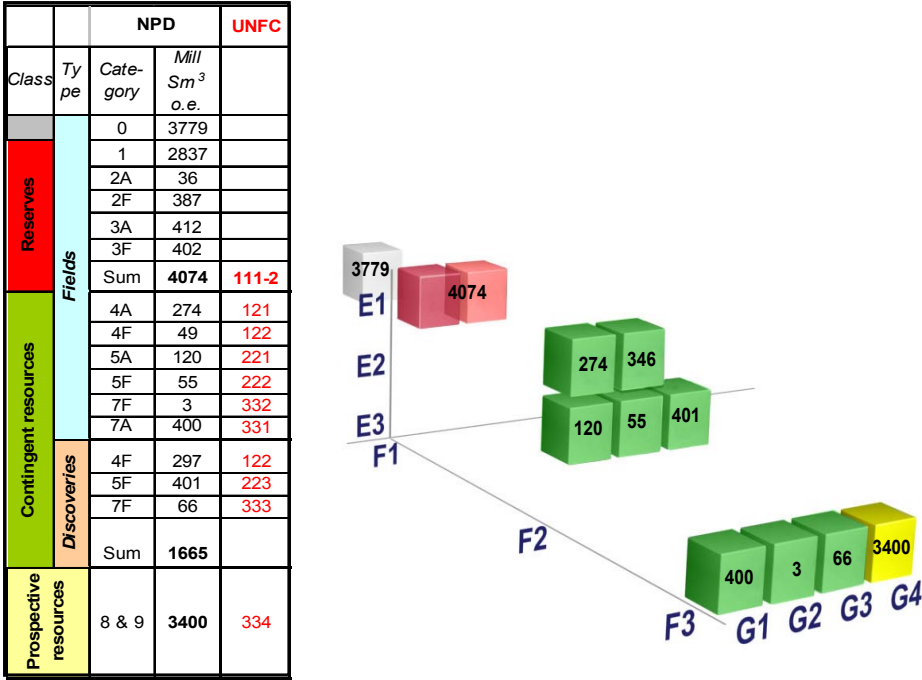 NPD UNFC
Class Ty pe Cate- gory Mill Sm³ o.e.
0 3779
Reserves
Fields
1 2837
2A 36
2F 387
3A 412
3F 402
Sum 4074 111-2
Contingent resources
4A 274 121
4F 49 122
5A 120 221
5F 55 222
7F 3 332
7A 400 331
Discoveries
4F 297 122
5F 401 223
7F 66 333
Sum 1665
Prospective resources
8 & 9 3400 334
3779
4074
E1
E2
E3
F1
274 346
120 55 401
F2
400 3 66 3400
F3 G1 G2 G3 G4